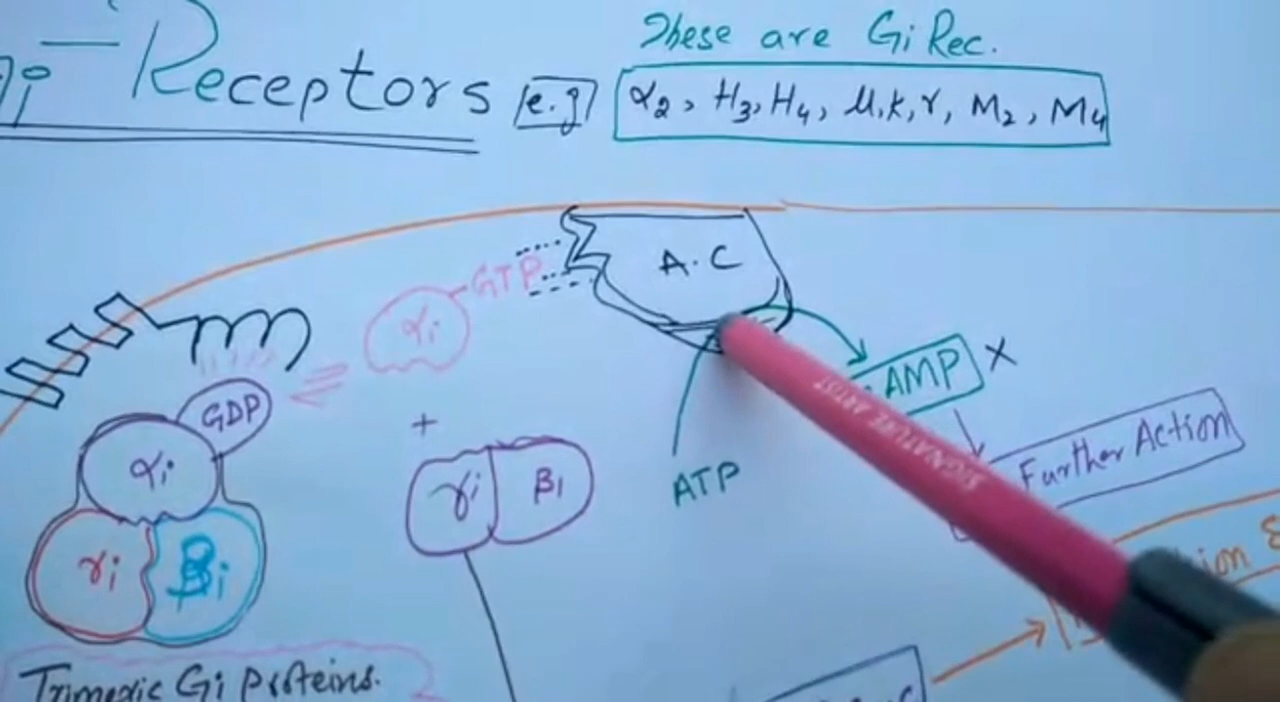 Receptors e.g
These are Gi Rec.
α2, H3, H4, μ, κ, r, M2, M4
A.C
GTP
αi
AMP X
GDP
Further Action
αi
+
γi β1
ATP
γi βi
Trimeric Gi Proteins.